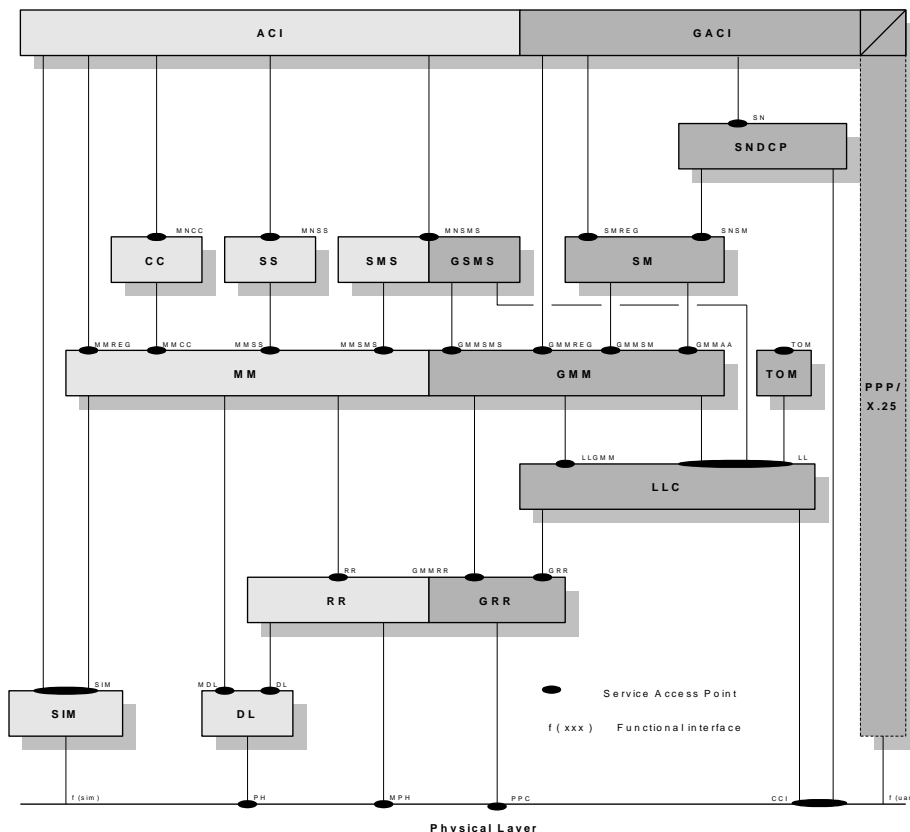 ACI GACI
SN
SNDCP
MNCC MNSS MNSMS SMREG SNSM
CC SS SMS GSMS SM
MMREG MMCC MMSS MMSMS GMMSMS GMMREG GMMSM GMMAA TOM
MM GMM TOM
PPP/
X.25
LLGMM LL
LLC
RR GMMRR GRR
RR GRR
SIM MDL DL
SIM DL
Service Access Point
f ( xxx ) Functional interface
f (sim) PH MPH PPC CCI f (uar
Physical Layer